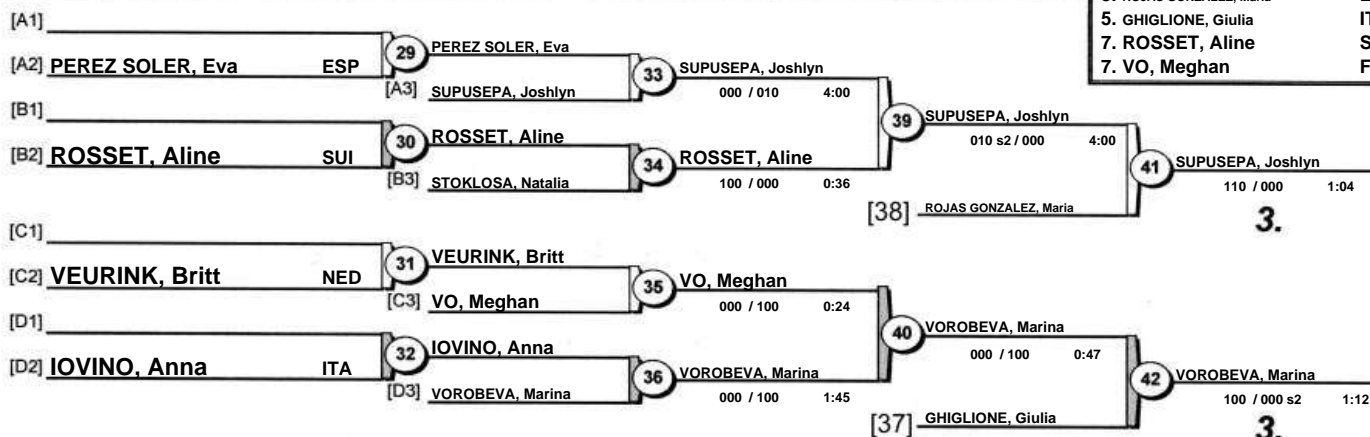 5. GHIGLIONE, Giulia
7. ROSSET, Aline
7. VO, Meghan
[A1]
[A2] PEREZ SOLER, Eva ESP
29 PEREZ SOLER, Eva
[A3] SUPUSEPA, Joshlyn
33 SUPUSEPA, Joshlyn
000 / 010 4:00
[B1]
[B2] ROSSET, Aline SUI
30 ROSSET, Aline
[B3] STOKLOSA, Natalia
34 ROSSET, Aline
100 / 000 0:36
39 SUPUSEPA, Joshlyn
010 s2 / 000 4:00
[38] ROJAS GONZALEZ, Maria
41 SUPUSEPA, Joshlyn
110 / 000 1:04
3.
[C1]
[C2] VEURINK, Britt NED
31 VEURINK, Britt
[C3] VO, Meghan
35 VO, Meghan
000 / 100 0:24
[D1]
[D2] IOVINO, Anna ITA
32 IOVINO, Anna
[D3] VOROBEVA, Marina
36 VOROBEVA, Marina
000 / 100 1:45
40 VOROBEVA, Marina
000 / 100 0:47
[37] GHIGLIONE, Giulia
42 VOROBEVA, Marina
100 / 000 s2 1:12
3.